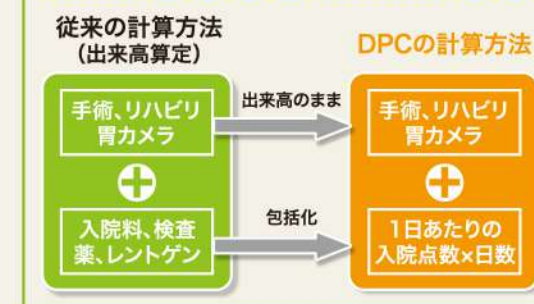 従来の計算方法
(出来高算定)
DPCの計算方法
手術、リハビリ
胃カメラ
出来高のまま
手術、リハビリ
胃カメラ
入院料、検査
薬、レントゲン
包括化
1日あたりの
入院点数×日数